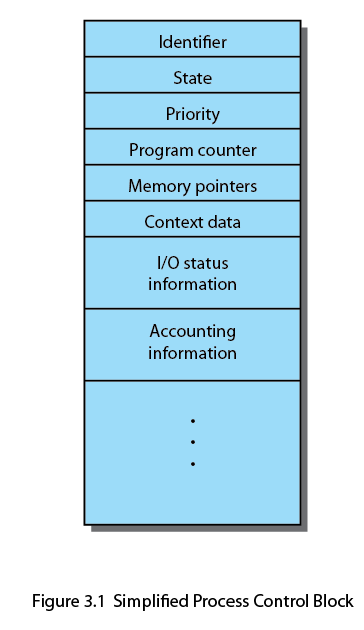 Identifier
State
Priority
Program counter
Memory pointers
Context data
I/O status
information
Accounting
information
.
.
.
Figure 3.1 Simplified Process Control Block